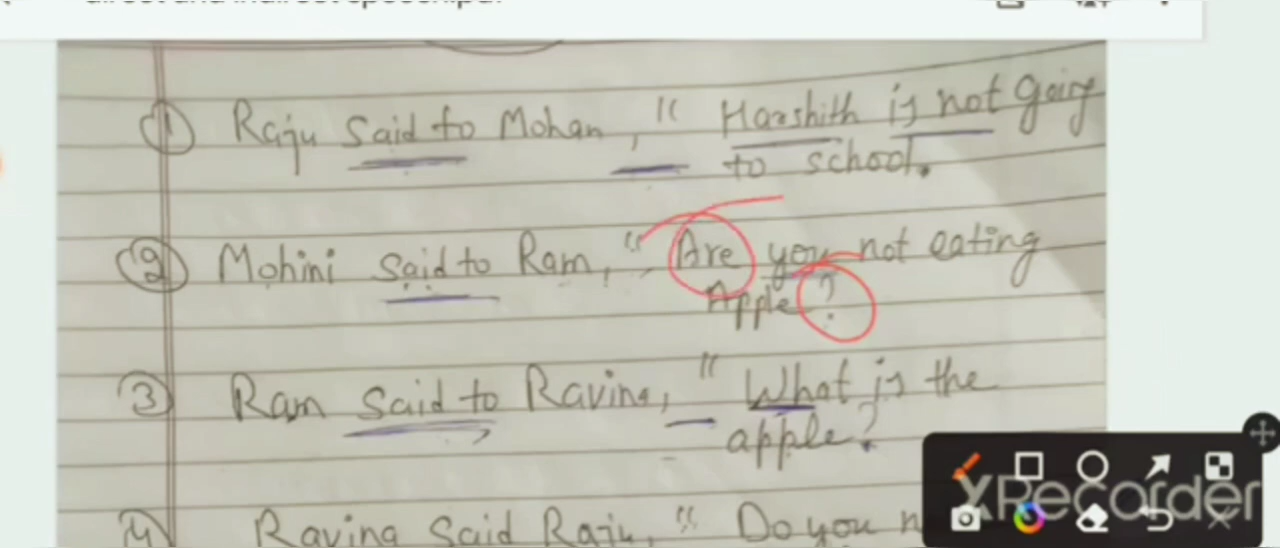 ① Raju Said to Mohan, " Harshith is not going
to school.
② Mohini said to Ram, " Are you not eating
Apple?
③ Ram Said to Ravina, " What is the
apple?
④ Ravina Said Raju, " Do you
XRecorder